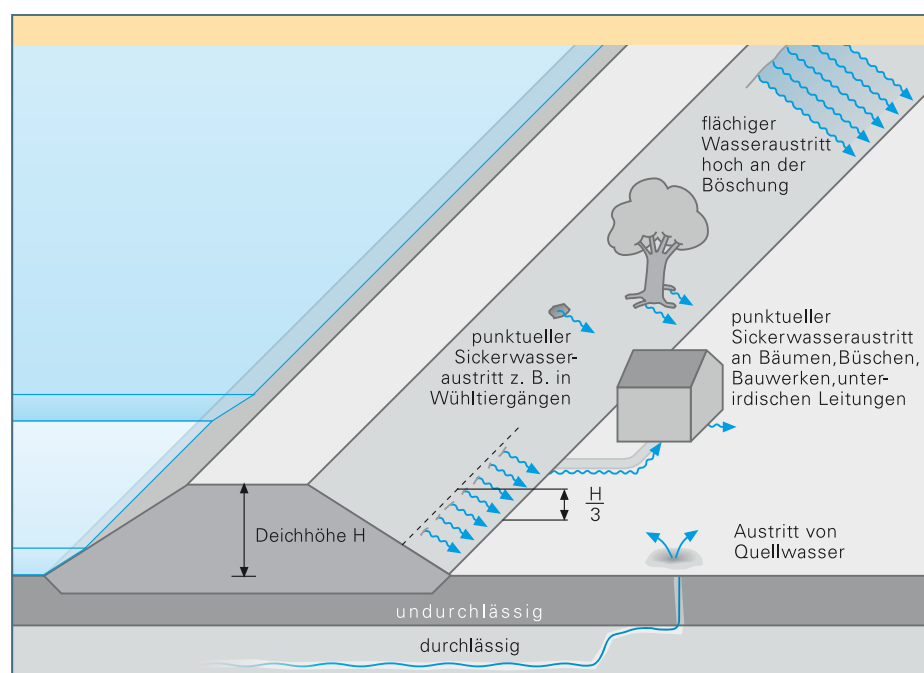 flächiger
Wasseraustritt
hoch an der
Böschung
punktueller
Sickerwasser-
austritt z. B. in
Wühltiergängen
punktueller
Sickerwasseraustritt
an Bäumen, Büschen,
Bauwerken, unter-
irdischen Leitungen
H
3
Deichhöhe H
Austritt von
Quellwasser
undurchlässig
durchlässig